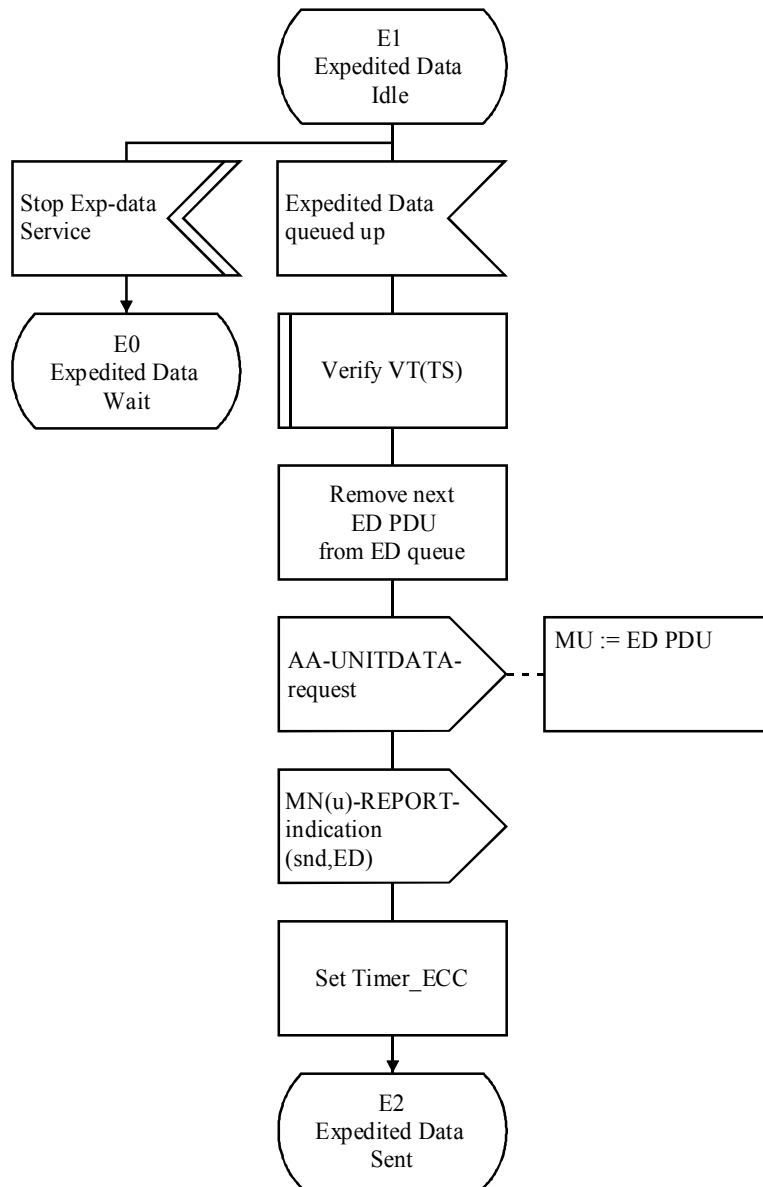 E1
Expedited Data
Idle
Stop Exp-data
Service
Expedited Data
queued up
E0
Expedited Data
Wait
Verify VT(TS)
Remove next
ED PDU
from ED queue
AA-UNITDATA-
request
MU := ED PDU
MN(u)-REPORT-
indication
(snd,ED)
Set Timer_ECC
E2
Expedited Data
Sent